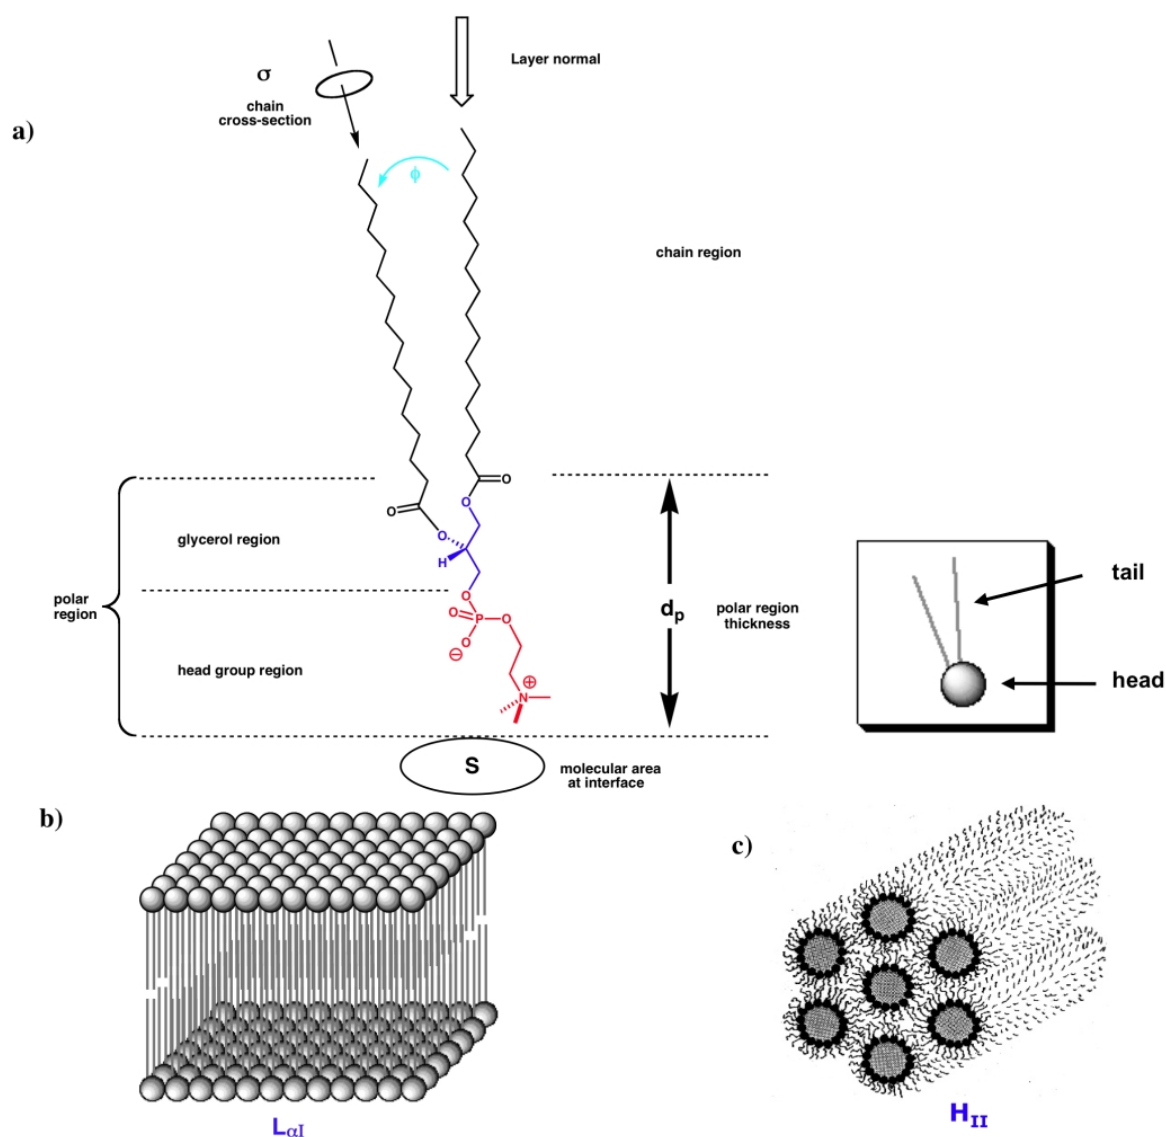 a)
σ
chain
cross-section
Layer normal
ϕ
chain region
O
O
O
O
H
glycerol region
polar
region
O
O
P
O
O
⊖
⊕
N
head group region
dp
polar region
thickness
tail
head
S
molecular area
at interface
b)
LαI
c)
HII